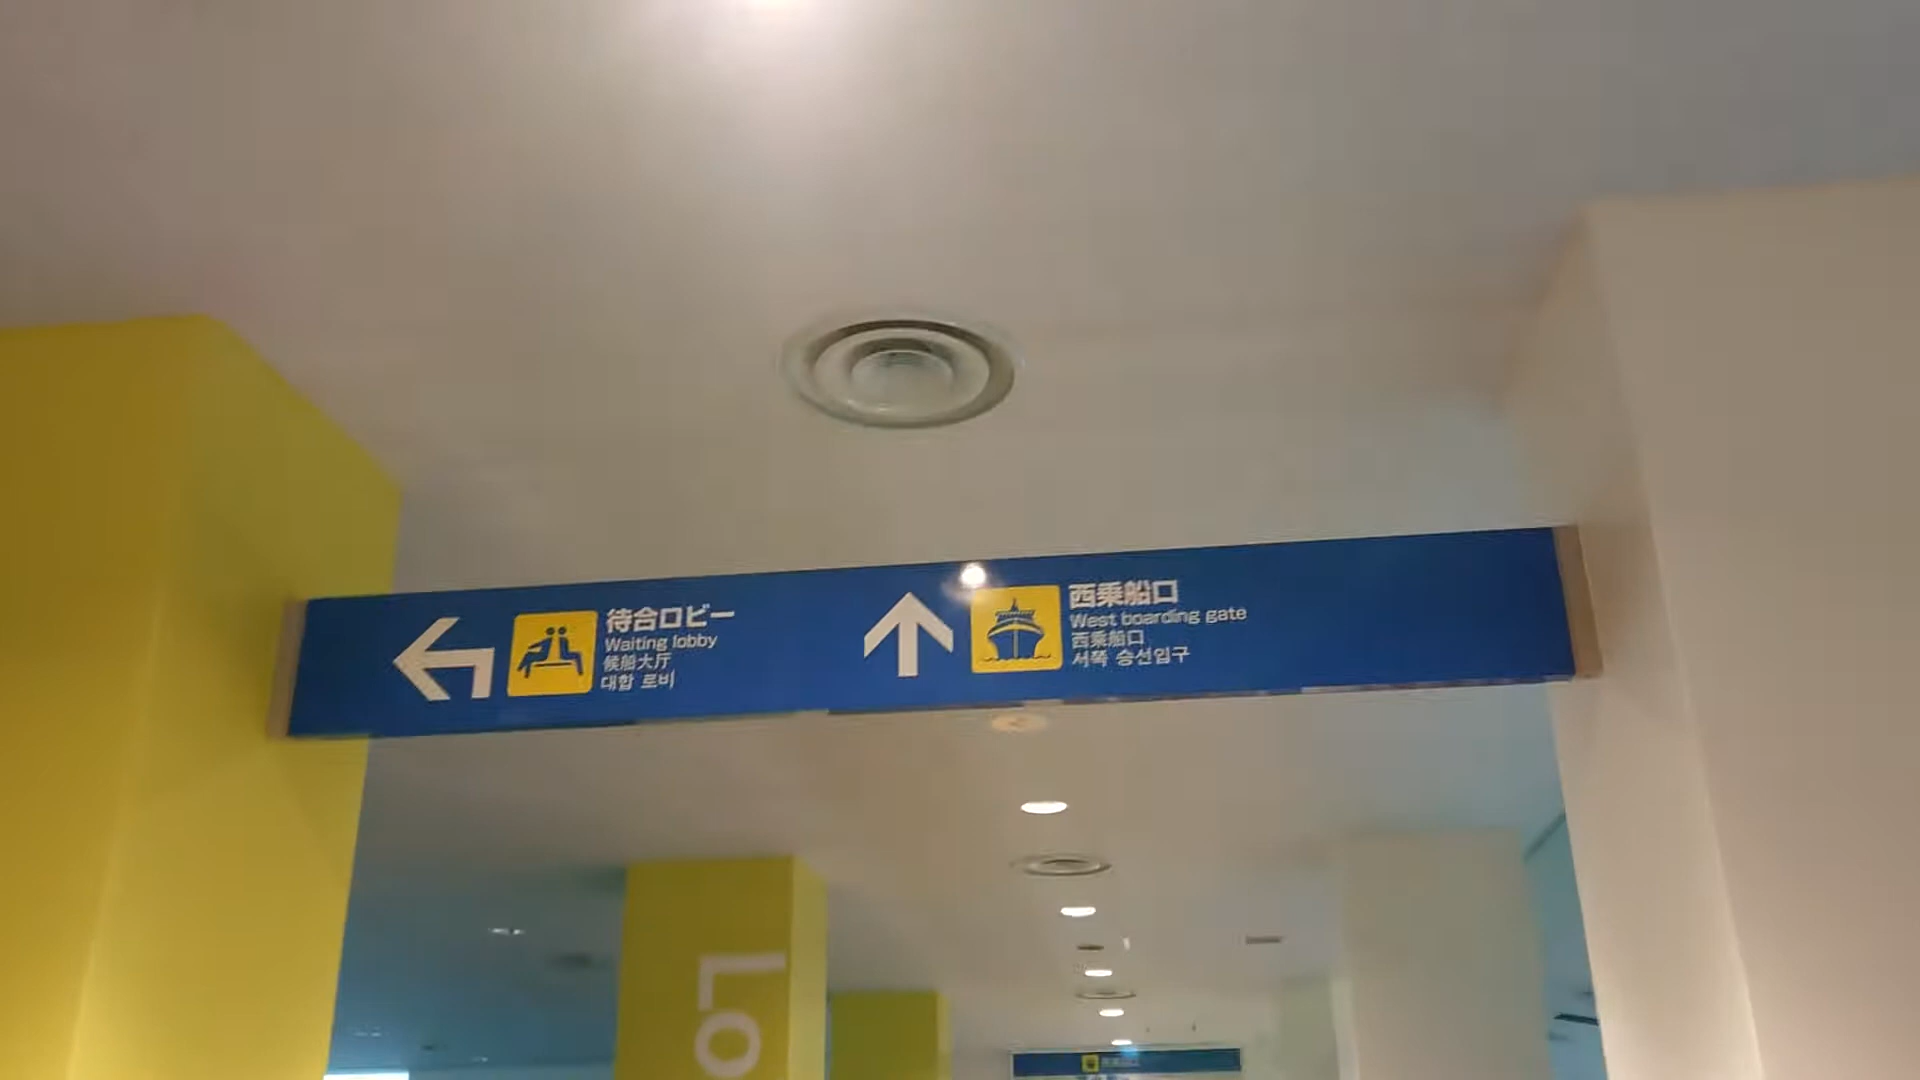 待合ロビー
Waiting lobby
候船大厅
대합 로비
西乗船口
West boarding gate
西乘船口
서쪽 승선입구
LO